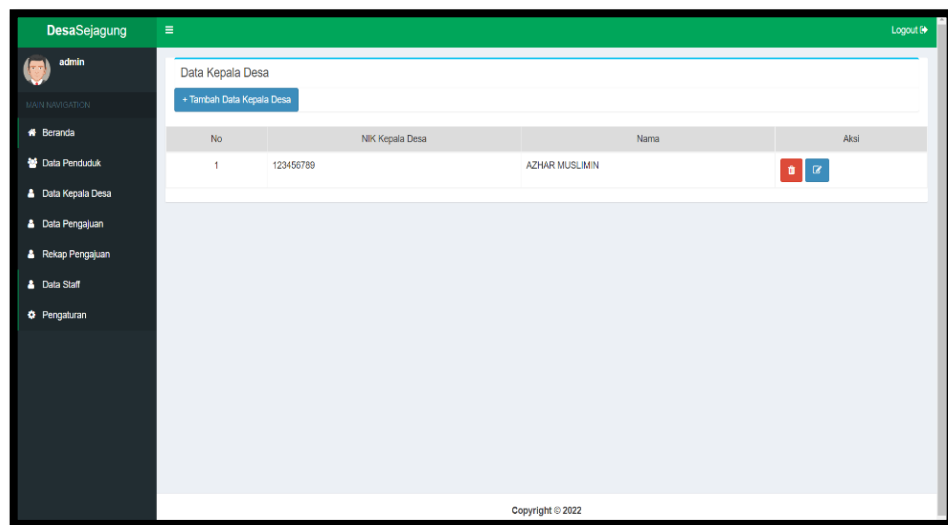 DesaSejagung
Logout
admin
MAIN NAVIGATION
Beranda
Data Penduduk
Data Kepala Desa
Data Pengajuan
Rekap Pengajuan
Data Staff
Pengaturan
Data Kepala Desa
+ Tambah Data Kepala Desa
No NIK Kepala Desa Nama Aksi
1 123456789 AZHAR MUSLIMIN
Copyright © 2022